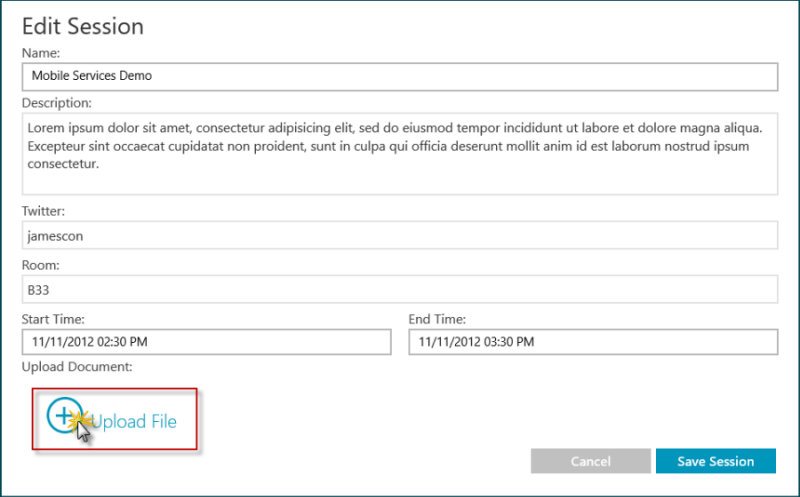 Edit Session
Name:
Mobile Services Demo
Description:
Lorem ipsum dolor sit amet, consectetur adipisicing elit, sed do eiusmod tempor incididunt ut labore et dolore magna aliqua.
Excepteur sint occaecat cupidatat non proident, sunt in culpa qui officia deserunt mollit anim id est laborum nostrud ipsum
consectetur.
Twitter:
jamescon
Room:
B33
Start Time: End Time:
11/11/2012 02:30 PM 11/11/2012 03:30 PM
Upload Document:
Upload File
Cancel Save Session